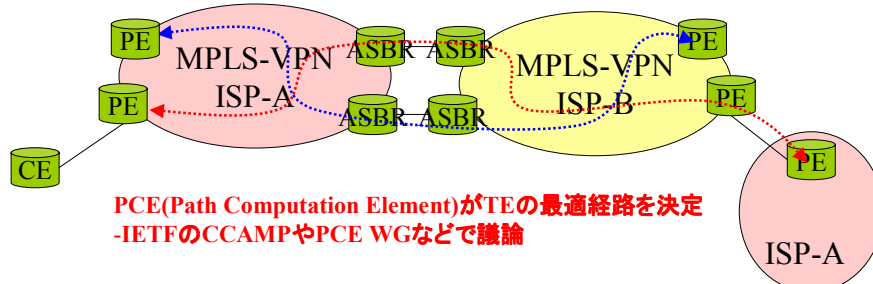 PE
MPLS-VPN
ISP-A
PE
CE
ASBR
ASBR
ASBR
ASBR
MPLS-VPN
ISP-B
PE
PE
PE
ISP-A
PCE(Path Computation Element)がTEの最適経路を決定
-IETFのCCAMPやPCE WGなどで議論